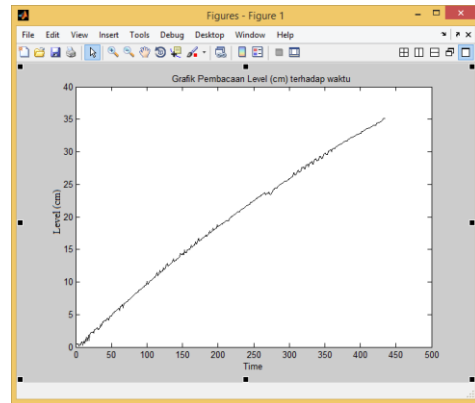 Figures - Figure 1
File Edit View Insert Tools Debug Desktop Window Help
Grafik Pembacaan Level (cm) terhadap waktu
40
35
30
25
20
15
10
5
0
Level (cm)
0 50 100 150 200 250 300 350 400 450 500
Time